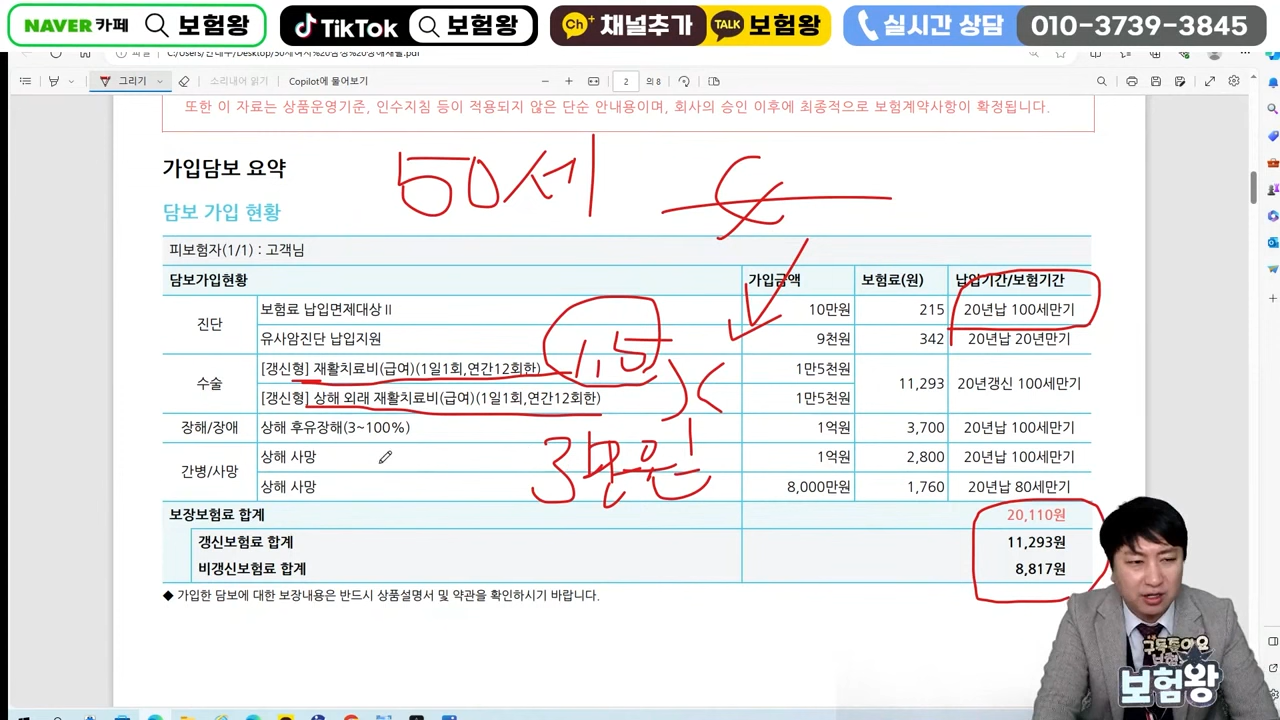 NAVER 카페 보험왕 TikTok 보험왕 Ch+ 채널추가 TALK 보험왕 실시간 상담 010-3739-3845
그리기 소리내어 읽기 Copilot에 물어보기 2 의 8
또한 이 자료는 상품운영기준, 인수지침 등이 적용되지 않은 단순 안내용이며, 회사의 승인 이후에 최종적으로 보험계약사항이 확정됩니다.
가입담보 요약
50세
담보 가입 현황
피보험자(1/1) : 고객님
담보가입현황 가입금액 보험료(원) 납입기간/보험기간
진단
보험료 납입면제대상Ⅱ 10만원 215 20년납 100세만기
유사암진단 납입지원 9천원 342 20년납 20년만기
수술
[갱신형] 재활치료비(급여)(1일1회,연간12회한) 1만5천원 11,293 20년갱신 100세만기
[갱신형] 상해 외래 재활치료비(급여)(1일1회,연간12회한) 1만5천원
1.5
장해/장애 상해 후유장해(3~100%) 1억원 3,700 20년납 100세만기
3만원
간병/사망
상해 사망 1억원 2,800 20년납 100세만기
상해 사망 8,000만원 1,760 20년납 80세만기
보장보험료 합계 20,110원
갱신보험료 합계 11,293원
비갱신보험료 합계 8,817원
◆ 가입한 담보에 대한 보장내용은 반드시 상품설명서 및 약관을 확인하시기 바랍니다.
구독좋아요
보험왕